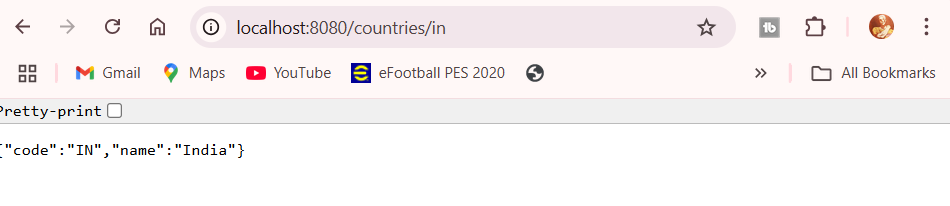 localhost:8080/countries/in
Gmail Maps YouTube eFootball PES 2020 » All Bookmarks
Pretty-print
{"code":"IN","name":"India"}